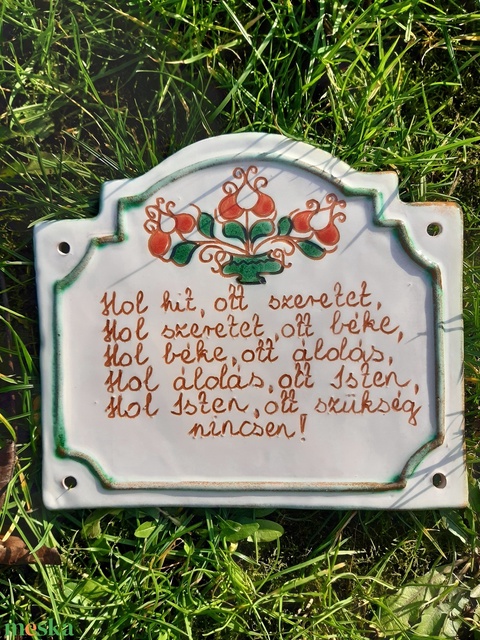 Hol hit, ott szeretet,
Hol szeretet, ott béke,
Hol béke, ott áldás,
Hol áldás, ott Isten,
Hol Isten, ott szükség
nincsen!
meska